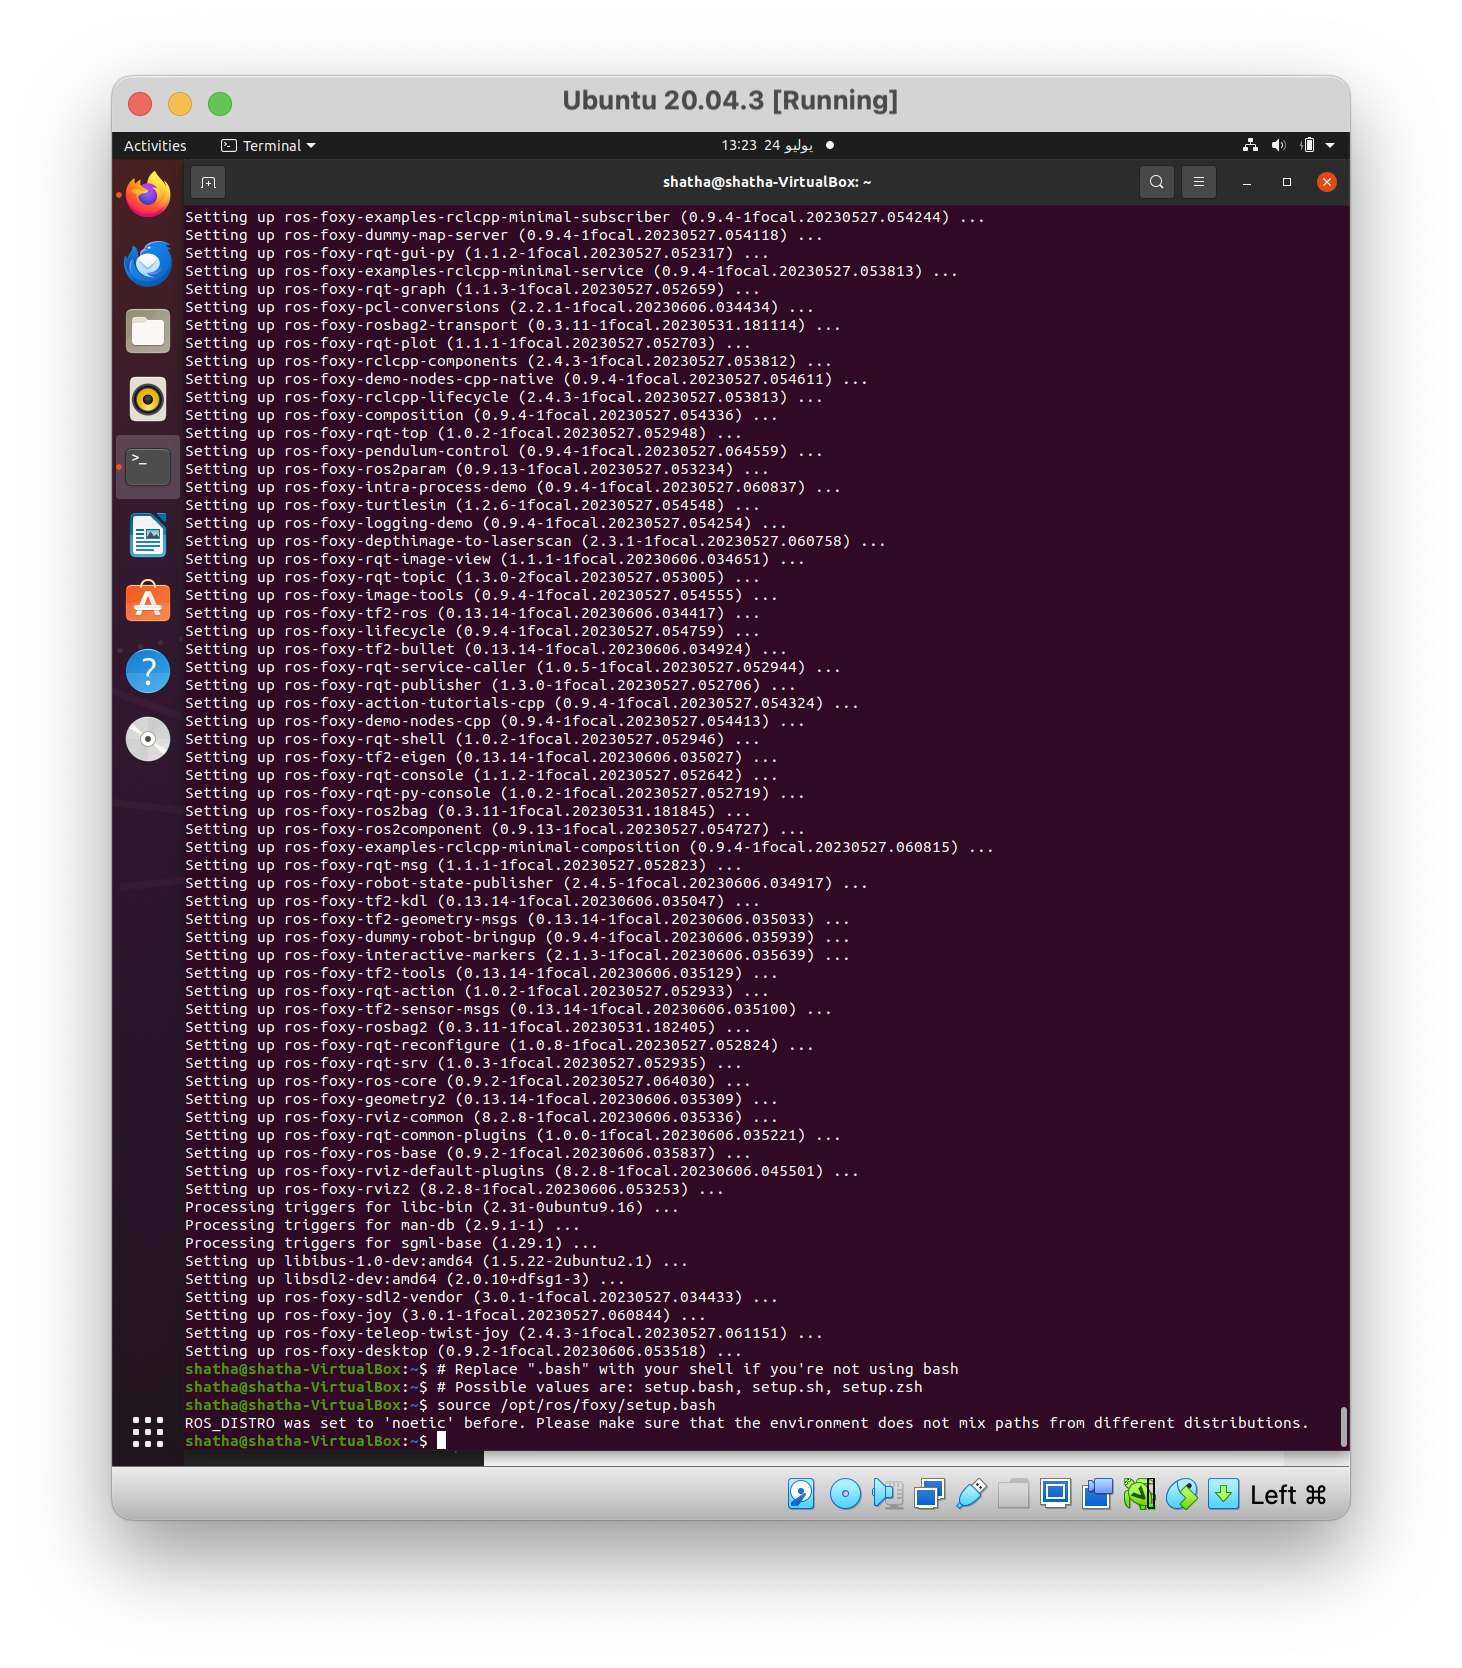 Ubuntu 20.04.3 [Running]
Activities Terminal 13:23 24 يوليو
shatha@shatha-VirtualBox: ~
Setting up ros-foxy-examples-rclcpp-minimal-subscriber (0.9.4-1focal.20230527.054244) ...
Setting up ros-foxy-dummy-map-server (0.9.4-1focal.20230527.054118) ...
Setting up ros-foxy-rqt-gui-py (1.1.2-1focal.20230527.052317) ...
Setting up ros-foxy-examples-rclcpp-minimal-service (0.9.4-1focal.20230527.053813) ...
Setting up ros-foxy-rqt-graph (1.1.3-1focal.20230527.052659) ...
Setting up ros-foxy-pcl-conversions (2.2.1-1focal.20230606.034434) ...
Setting up ros-foxy-rosbag2-transport (0.3.11-1focal.20230531.181114) ...
Setting up ros-foxy-rqt-plot (1.1.1-1focal.20230527.052703) ...
Setting up ros-foxy-rclcpp-components (2.4.3-1focal.20230527.053812) ...
Setting up ros-foxy-demo-nodes-cpp-native (0.9.4-1focal.20230527.054611) ...
Setting up ros-foxy-rclcpp-lifecycle (2.4.3-1focal.20230527.053813) ...
Setting up ros-foxy-composition (0.9.4-1focal.20230527.054336) ...
Setting up ros-foxy-rqt-top (1.0.2-1focal.20230527.052948) ...
Setting up ros-foxy-pendulum-control (0.9.4-1focal.20230527.064559) ...
Setting up ros-foxy-ros2param (0.9.13-1focal.20230527.053234) ...
Setting up ros-foxy-intra-process-demo (0.9.4-1focal.20230527.060837) ...
Setting up ros-foxy-turtlesim (1.2.6-1focal.20230527.054548) ...
Setting up ros-foxy-logging-demo (0.9.4-1focal.20230527.054254) ...
Setting up ros-foxy-depthimage-to-laserscan (2.3.1-1focal.20230527.060758) ...
Setting up ros-foxy-rqt-image-view (1.1.1-1focal.20230606.034651) ...
Setting up ros-foxy-rqt-topic (1.3.0-2focal.20230527.053005) ...
Setting up ros-foxy-image-tools (0.9.4-1focal.20230527.054555) ...
Setting up ros-foxy-tf2-ros (0.13.14-1focal.20230606.034417) ...
Setting up ros-foxy-lifecycle (0.9.4-1focal.20230527.054759) ...
Setting up ros-foxy-tf2-bullet (0.13.14-1focal.20230606.034924) ...
Setting up ros-foxy-rqt-service-caller (1.0.5-1focal.20230527.052944) ...
Setting up ros-foxy-rqt-publisher (1.3.0-1focal.20230527.052706) ...
Setting up ros-foxy-action-tutorials-cpp (0.9.4-1focal.20230527.054324) ...
Setting up ros-foxy-demo-nodes-cpp (0.9.4-1focal.20230527.054413) ...
Setting up ros-foxy-rqt-shell (1.0.2-1focal.20230527.052946) ...
Setting up ros-foxy-tf2-eigen (0.13.14-1focal.20230606.035027) ...
Setting up ros-foxy-rqt-console (1.1.2-1focal.20230527.052642) ...
Setting up ros-foxy-rqt-py-console (1.0.2-1focal.20230527.052719) ...
Setting up ros-foxy-ros2bag (0.3.11-1focal.20230531.181845) ...
Setting up ros-foxy-ros2component (0.9.13-1focal.20230527.054727) ...
Setting up ros-foxy-examples-rclcpp-minimal-composition (0.9.4-1focal.20230527.060815) ...
Setting up ros-foxy-rqt-msg (1.1.1-1focal.20230527.052823) ...
Setting up ros-foxy-robot-state-publisher (2.4.5-1focal.20230606.034917) ...
Setting up ros-foxy-tf2-kdl (0.13.14-1focal.20230606.035047) ...
Setting up ros-foxy-tf2-geometry-msgs (0.13.14-1focal.20230606.035033) ...
Setting up ros-foxy-dummy-robot-bringup (0.9.4-1focal.20230606.035939) ...
Setting up ros-foxy-interactive-markers (2.1.3-1focal.20230606.035639) ...
Setting up ros-foxy-tf2-tools (0.13.14-1focal.20230606.035129) ...
Setting up ros-foxy-rqt-action (1.0.2-1focal.20230527.052933) ...
Setting up ros-foxy-tf2-sensor-msgs (0.13.14-1focal.20230606.035100) ...
Setting up ros-foxy-rosbag2 (0.3.11-1focal.20230531.182405) ...
Setting up ros-foxy-rqt-reconfigure (1.0.8-1focal.20230527.052824) ...
Setting up ros-foxy-rqt-srv (1.0.3-1focal.20230527.052935) ...
Setting up ros-foxy-ros-core (0.9.2-1focal.20230527.064030) ...
Setting up ros-foxy-geometry2 (0.13.14-1focal.20230606.035309) ...
Setting up ros-foxy-rviz-common (8.2.8-1focal.20230606.035336) ...
Setting up ros-foxy-rqt-common-plugins (1.0.0-1focal.20230606.035221) ...
Setting up ros-foxy-ros-base (0.9.2-1focal.20230606.035837) ...
Setting up ros-foxy-rviz-default-plugins (8.2.8-1focal.20230606.045501) ...
Setting up ros-foxy-rviz2 (8.2.8-1focal.20230606.053253) ...
Processing triggers for libc-bin (2.31-0ubuntu9.16) ...
Processing triggers for man-db (2.9.1-1) ...
Processing triggers for sgml-base (1.29.1) ...
Setting up libibus-1.0-dev:amd64 (1.5.22-2ubuntu2.1) ...
Setting up libsdl2-dev:amd64 (2.0.10+dfsg1-3) ...
Setting up ros-foxy-sdl2-vendor (3.0.1-1focal.20230527.034433) ...
Setting up ros-foxy-joy (3.0.1-1focal.20230527.060844) ...
Setting up ros-foxy-teleop-twist-joy (2.4.3-1focal.20230527.061151) ...
Setting up ros-foxy-desktop (0.9.2-1focal.20230606.053518) ...
shatha@shatha-VirtualBox:~$ # Replace ".bash" with your shell if you're not using bash
shatha@shatha-VirtualBox:~$ # Possible values are: setup.bash, setup.sh, setup.zsh
shatha@shatha-VirtualBox:~$ source /opt/ros/foxy/setup.bash
ROS_DISTRO was set to 'noetic' before. Please make sure that the environment does not mix paths from different distributions.
shatha@shatha-VirtualBox:~$
Left ⌘